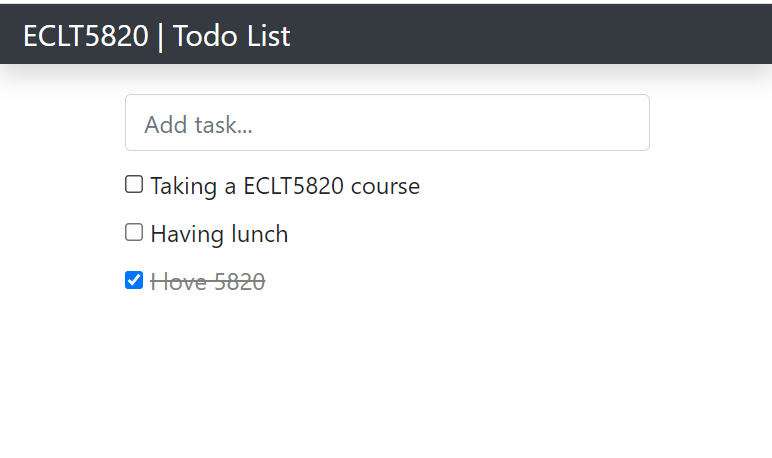 ECLT5820 | Todo List
Add task...
Taking a ECLT5820 course
Having lunch
I love 5820